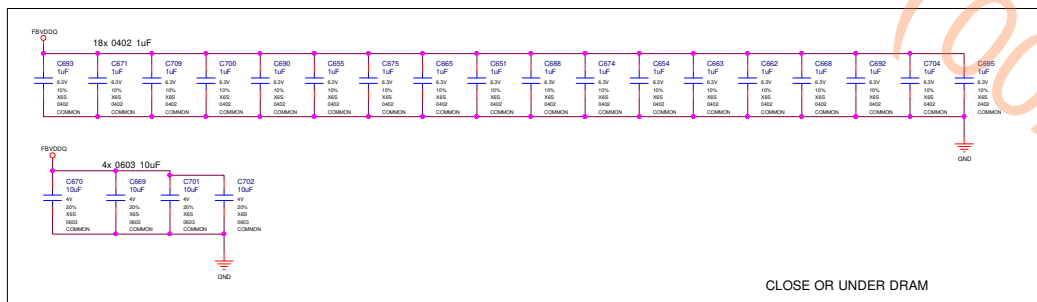 FBVDDQ
18x 0402 1uF
C693 C671 C709 C700 C690 C655 C675 C665 C651 C688 C674 C654 C663 C662 C668 C692 C704 C695
1uF 1uF 1uF 1uF 1uF 1uF 1uF 1uF 1uF 1uF 1uF 1uF 1uF 1uF 1uF 1uF 1uF 1uF
6.3V 6.3V 6.3V 6.3V 6.3V 6.3V 6.3V 6.3V 6.3V 6.3V 6.3V 6.3V 6.3V 6.3V 6.3V 6.3V 6.3V 6.3V
10% 10% 10% 10% 10% 10% 10% 10% 10% 10% 10% 10% 10% 10% 10% 10% 10% 10%
X6S X6S X6S X6S X6S X6S X6S X6S X6S X6S X6S X6S X6S X6S X6S X6S X6S X6S
0402 0402 0402 0402 0402 0402 0402 0402 0402 0402 0402 0402 0402 0402 0402 0402 0402 0402
COMMON COMMON COMMON COMMON COMMON COMMON COMMON COMMON COMMON COMMON COMMON COMMON COMMON COMMON COMMON COMMON COMMON COMMON
GND
FBVDDQ
4x 0603 10uF
C670 C669 C701 C702
10uF 10uF 10uF 10uF
4V 4V 4V 4V
20% 20% 20% 20%
X6S X6S X6S X6S
0603 0603 0603 0603
COMMON COMMON COMMON COMMON
GND
CLOSE OR UNDER DRAM